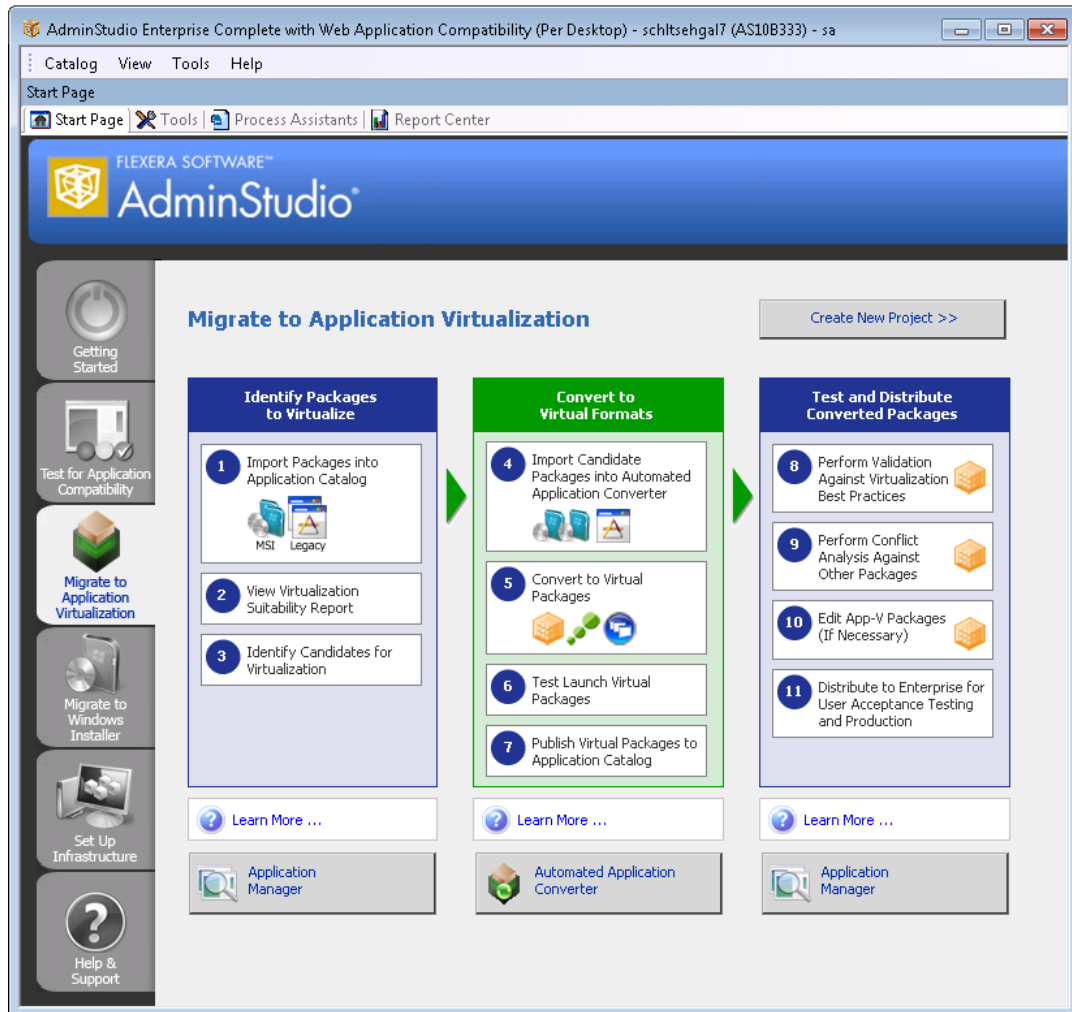 AdminStudio Enterprise Complete with Web Application Compatibility (Per Desktop) - schltsehgal7 (AS10B333) - sa
Catalog View Tools Help
Start Page
Start Page Tools Process Assistants Report Center
FLEXERA SOFTWARE™
AdminStudio®
Getting
Started
Test for Application
Compatibility
Migrate to
Application
Virtualization
Migrate to
Windows
Installer
Set Up
Infrastructure
Help &
Support
Migrate to Application Virtualization
Create New Project >>
Identify Packages
to Virtualize
1 Import Packages into
Application Catalog
MSI Legacy
2 View Virtualization
Suitability Report
3 Identify Candidates for
Virtualization
Learn More ...
Application
Manager
Convert to
Virtual Formats
4 Import Candidate
Packages into Automated
Application Converter
5 Convert to Virtual
Packages
6 Test Launch Virtual
Packages
7 Publish Virtual Packages to
Application Catalog
Learn More ...
Automated Application
Converter
Test and Distribute
Converted Packages
8 Perform Validation
Against Virtualization
Best Practices
9 Perform Conflict
Analysis Against
Other Packages
10 Edit App-V Packages
(If Necessary)
11 Distribute to Enterprise for
User Acceptance Testing
and Production
Learn More ...
Application
Manager